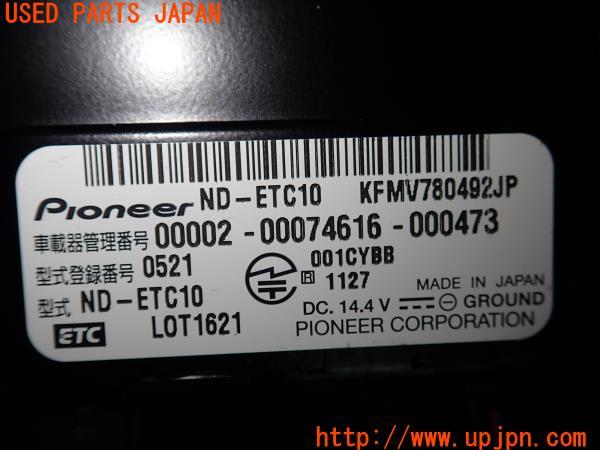 USED PARTS JAPAN
Pioneer ND-ETC10 KFMV780492JP
車載器管理番号 00002-00074616-000473
型式登録番号 0521
001CYBB
R 1127
型式 ND-ETC10
MADE IN JAPAN
DC. 14.4V GROUND
ETC LOT1621
PIONEER CORPORATION
UPJ
http://www.upjpn.com